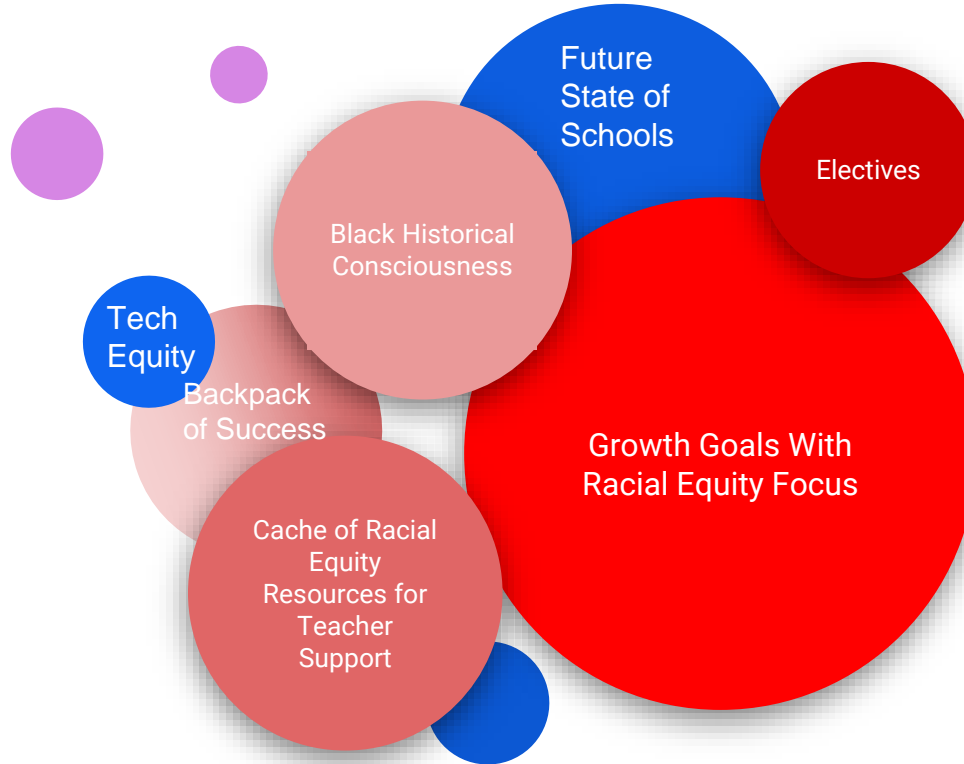 Future
State of
Schools
Electives
Black Historical
Consciousness
Tech
Equity
Backpack
of Success
Growth Goals With
Racial Equity Focus
Cache of Racial
Equity
Resources for
Teacher
Support